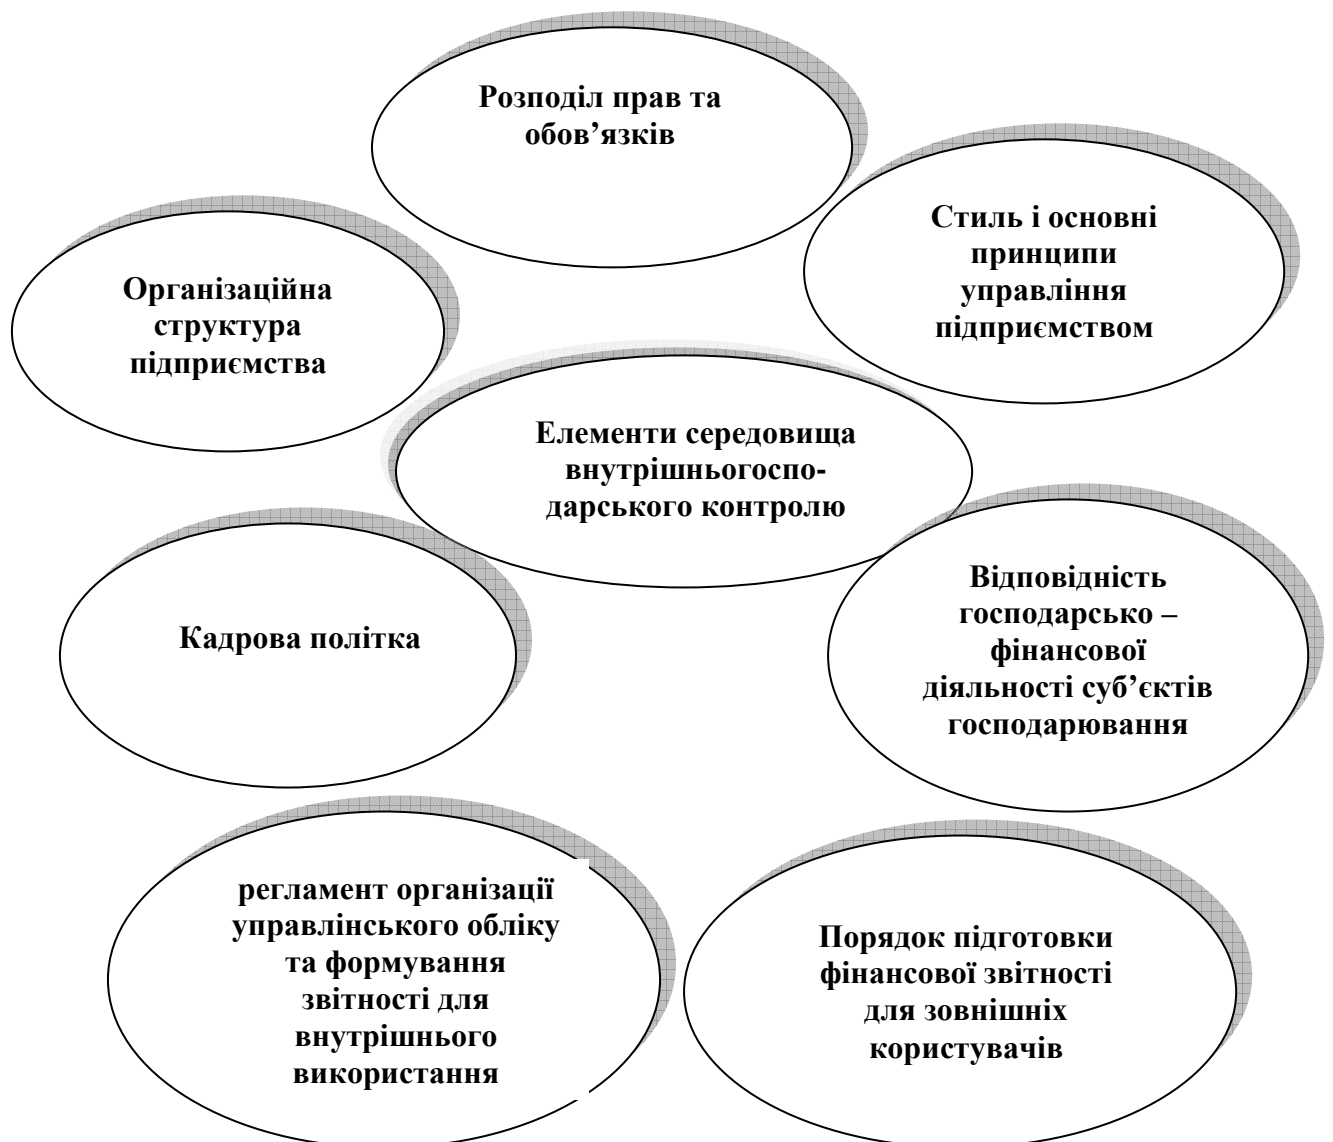 Розподіл прав та
обов’язків
Стиль і основні
принципи
управління
підприємством
Організаційна
структура
підприємства
Елементи середовища
внутрішньогоспо-
дарського контролю
Відповідність
господарсько –
фінансової
діяльності суб’єктів
господарювання
Кадрова політка
регламент організації
управлінського обліку
та формування
звітності для
внутрішнього
використання
Порядок підготовки
фінансової звітності
для зовнішніх
користувачів